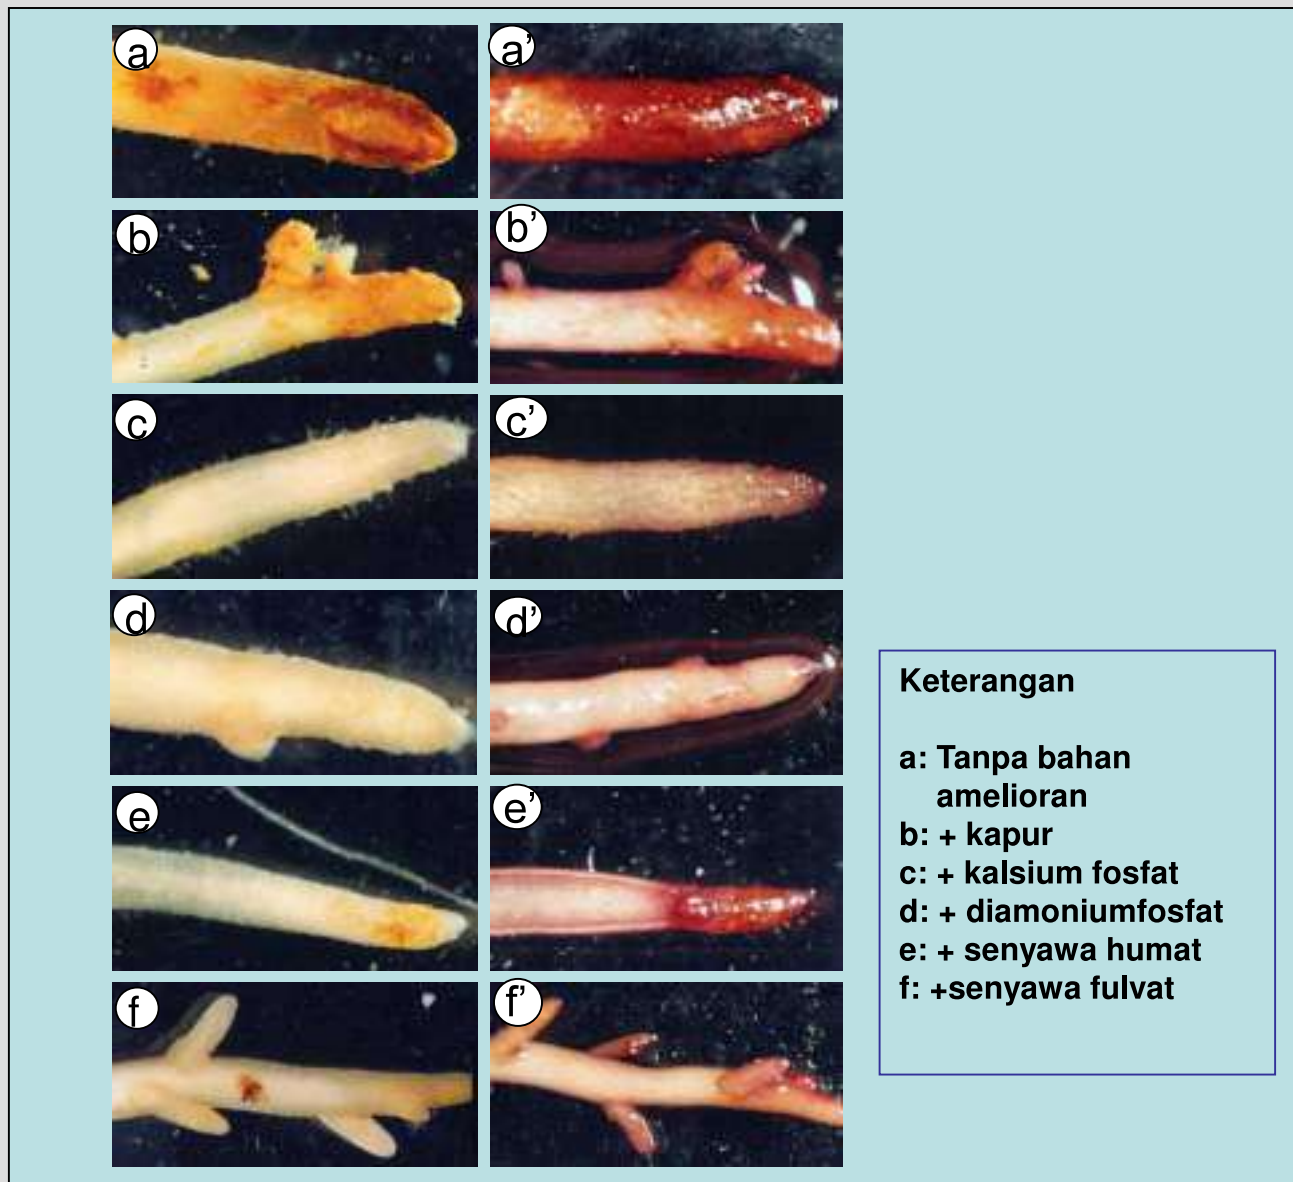 a
a'
b
b'
c
c'
d
d'
e
e'
f
f'
Keterangan
a: Tanpa bahan
amelioran
b: + kapur
c: + kalsium fosfat
d: + diamoniumfosfat
e: + senyawa humat
f: +senyawa fulvat